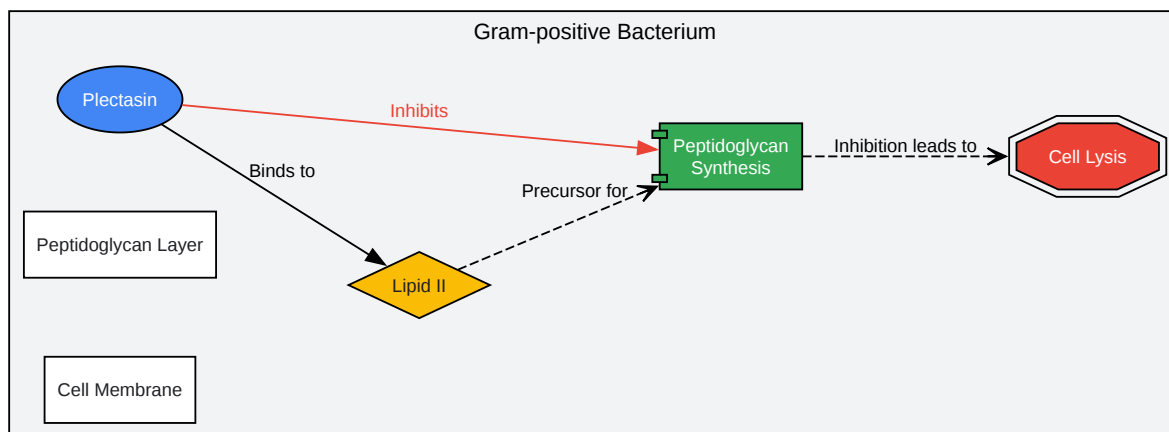 Gram-positive Bacterium
Plectasin
Inhibits
Peptidoglycan
Synthesis
Inhibition leads to
Cell Lysis
Binds to
Precursor for
Peptidoglycan Layer
Lipid II
Cell Membrane